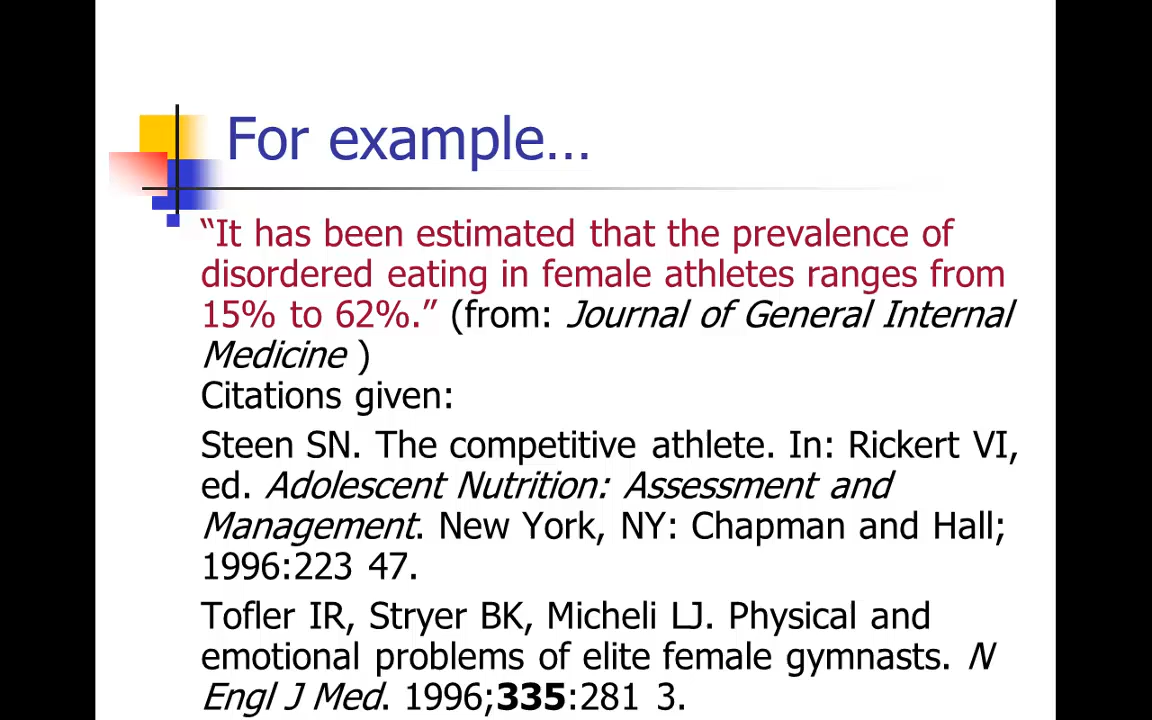 For example…
“It has been estimated that the prevalence of
disordered eating in female athletes ranges from
15% to 62%.” (from: Journal of General Internal
Medicine )
Citations given:
Steen SN. The competitive athlete. In: Rickert VI,
ed. Adolescent Nutrition: Assessment and
Management. New York, NY: Chapman and Hall;
1996:223 47.
Tofler IR, Stryer BK, Micheli LJ. Physical and
emotional problems of elite female gymnasts. N
Engl J Med. 1996;335:281 3.